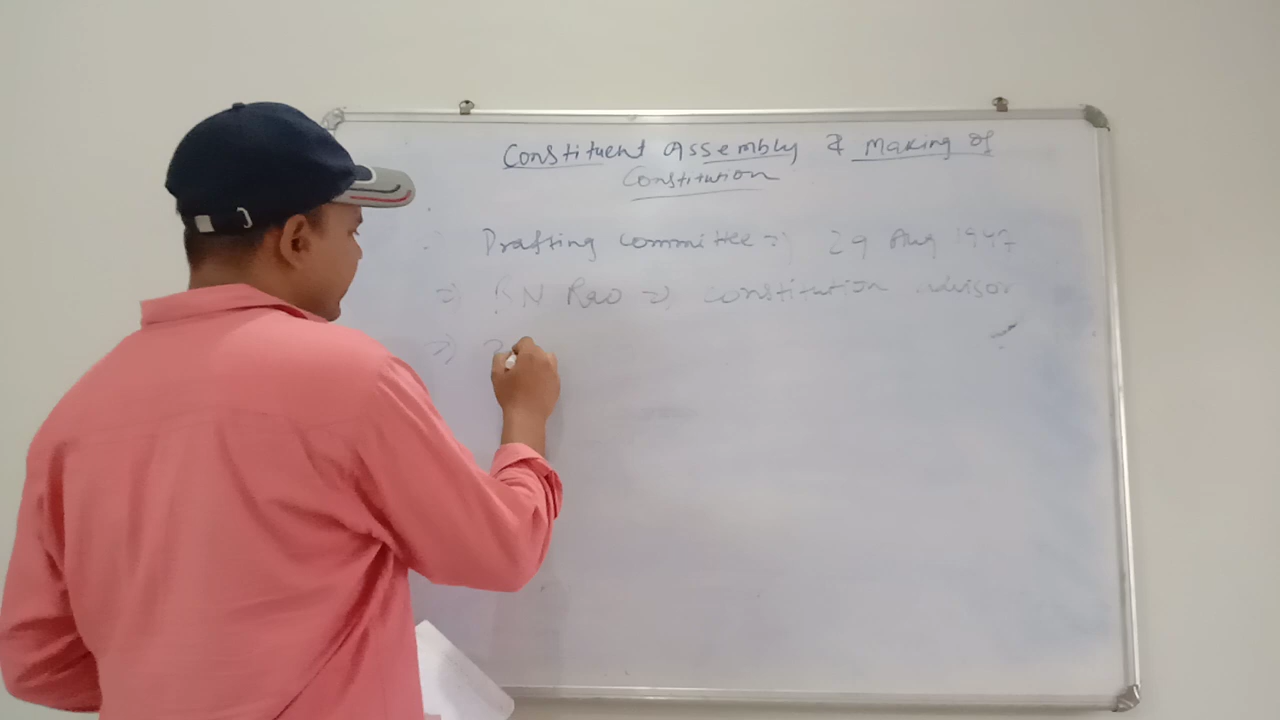 Constituent Assembly & Making of
Constitution
Drafting committee ⇒ 29 Aug 1947
⇒ BN Rao ⇒ constitution advisor
⇒